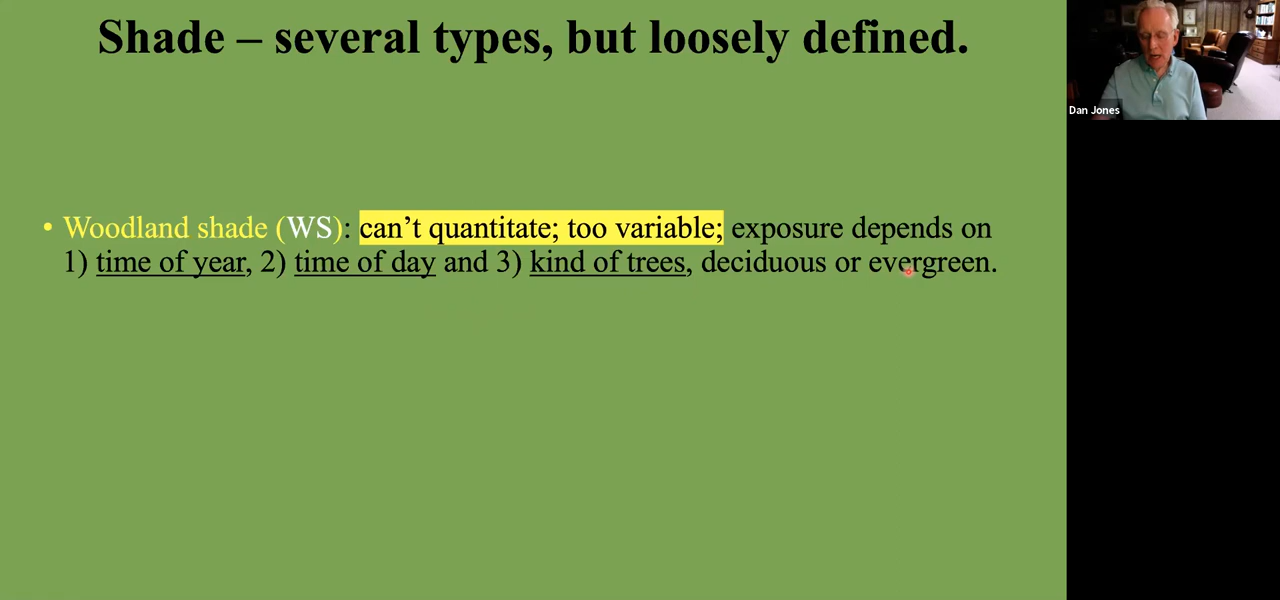 Shade – several types, but loosely defined.
• Woodland shade (WS): can’t quantitate; too variable; exposure depends on
1) time of year, 2) time of day and 3) kind of trees, deciduous or evergreen.
Dan Jones